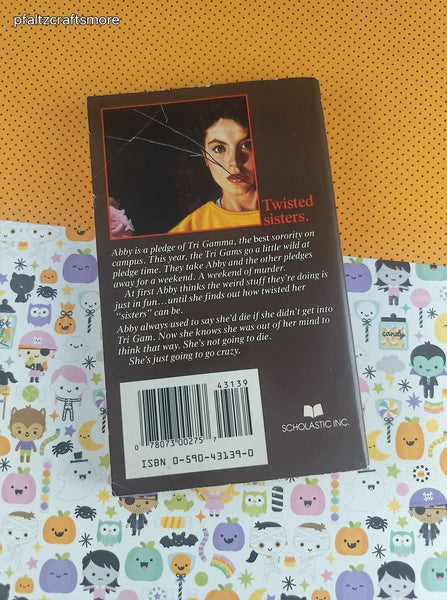 pfaltzcraftsmore
Twisted
sisters.
Abby is a pledge of Tri Gamma, the best sorority on
campus. This year, the Tri Gams go a little wild at
pledge time. They take Abby and the other pledges
away for a weekend. A weekend of murder.
At first Abby thinks the weird stuff they're doing is
just in fun...until she finds out how twisted her
"sisters" can be.
Abby always used to say she'd die if she didn't get into
Tri Gam. Now she knows she was out of her mind to
think that way. She's not going to die.
She's just going to go crazy.
43139
0 78073 00275 7
ISBN 0-590-43139-0
SCHOLASTIC INC.
candy